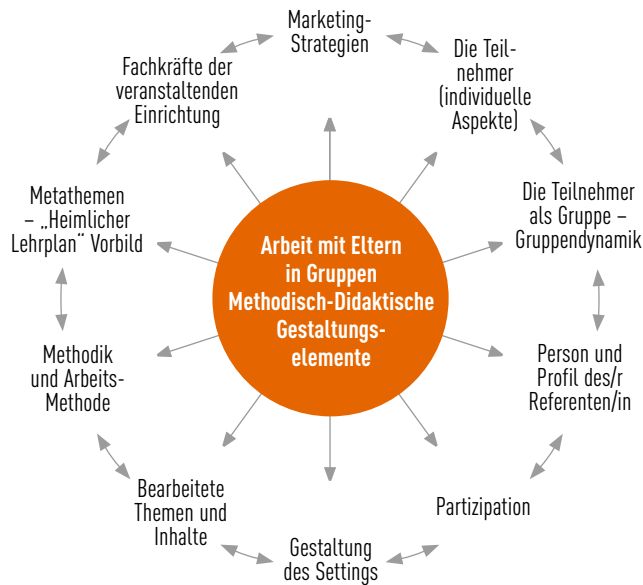 Marketing-
Strategien
Die Teil-
nehmer
(individuelle
Aspekte)
Die Teilnehmer
als Gruppe –
Gruppendynamik
Person und
Profil des/r
Referenten/in
Partizipation
Gestaltung
des Settings
Bearbeitete
Themen und
Inhalte
Methodik
und Arbeits-
Methode
Metathemen
– „Heimlicher
Lehrplan“ Vorbild
Fachkräfte der
veranstaltenden
Einrichtung
Arbeit mit Eltern
in Gruppen
Methodisch-Didaktische
Gestaltungs-
elemente